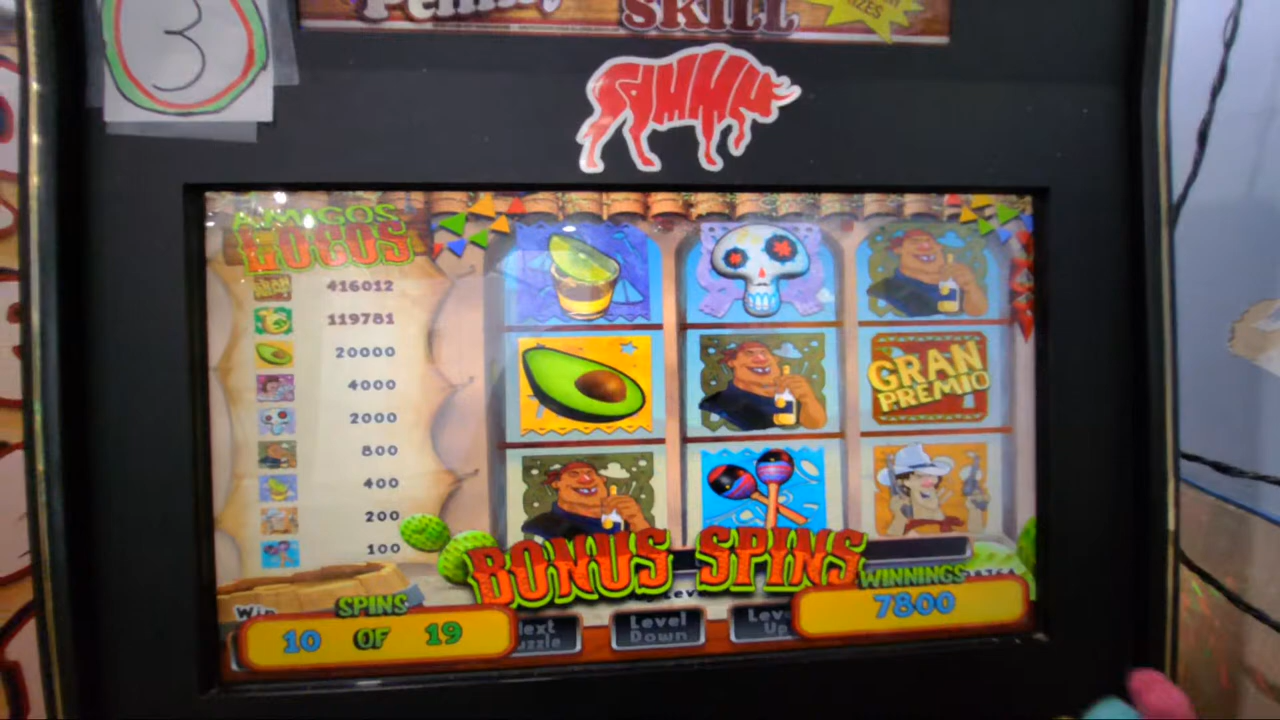 3
SKILL
SAMMY
AMIGOS
LOCOS
416012
119781
20000
4000
2000
800
400
200
100
GRAN
PREMIO
BONUS SPINS
SPINS
10 OF 19
Level
Down
WINNINGS
7800